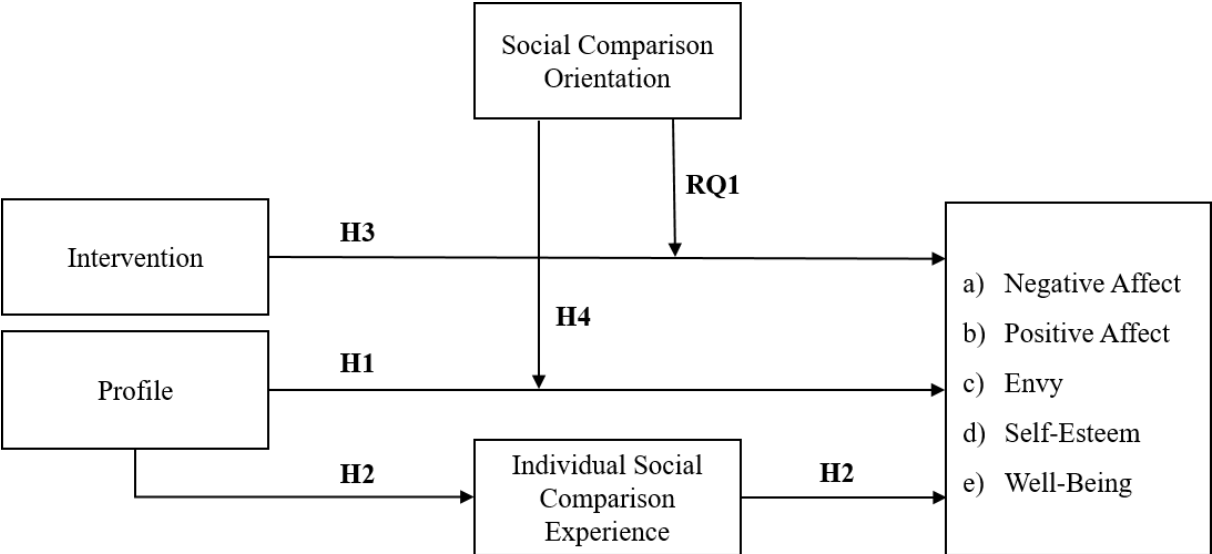 Social Comparison
Orientation
RQ1
H3
Intervention
H4
H1
Profile
H2
Individual Social
Comparison
Experience
H2
a) Negative Affect
b) Positive Affect
c) Envy
d) Self-Esteem
e) Well-Being